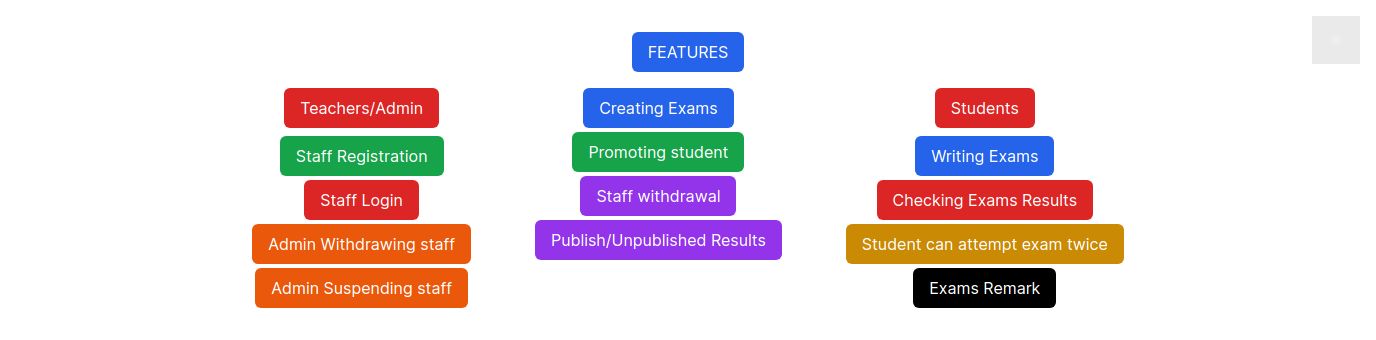 FEATURES
Teachers/Admin
Staff Registration
Staff Login
Admin Withdrawing staff
Admin Suspending staff
Creating Exams
Promoting student
Staff withdrawal
Publish/Unpublished Results
Students
Writing Exams
Checking Exams Results
Student can attempt exam twice
Exams Remark